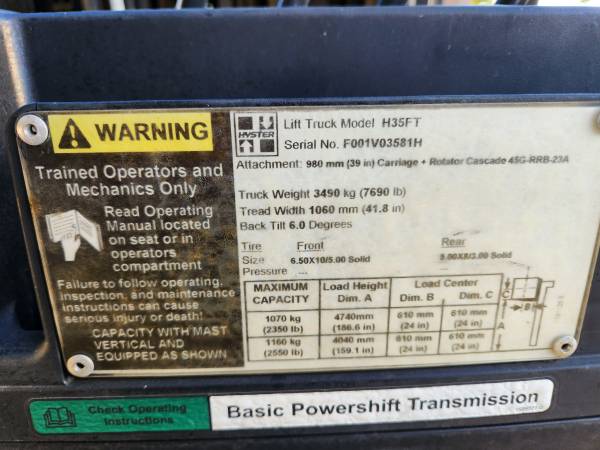 WARNING
Trained Operators and
Mechanics Only
Read Operating
Manual located
on seat or in
operators
compartment
Failure to follow operating,
inspection, and maintenance
instructions can cause
serious injury or death!
CAPACITY WITH MAST
VERTICAL AND
EQUIPPED AS SHOWN
HYSTER
Lift Truck Model H35FT
Serial No. F001V03581H
Attachment: 980 mm (39 in) Carriage + Rotator Cascade 45G-RRB-23A
Truck Weight 3490 kg (7690 lb)
Tread Width 1060 mm (41.8 in)
Back Tilt 6.0 Degrees
Tire Front Rear
Size 6.50X10/5.00 Solid 5.00X8/3.00 Solid
Pressure ...
MAXIMUM CAPACITY Load Height Dim. A Load Center Dim. B Dim. C
1070 kg (2350 lb) 4740mm (186.6 in) 610 mm (24 in) 610 mm (24 in)
1160 kg (2550 lb) 4040 mm (159.1 in) 610 mm (24 in) 610 mm (24 in)
C
B
A
Check Operating
Instructions
Basic Powershift Transmission